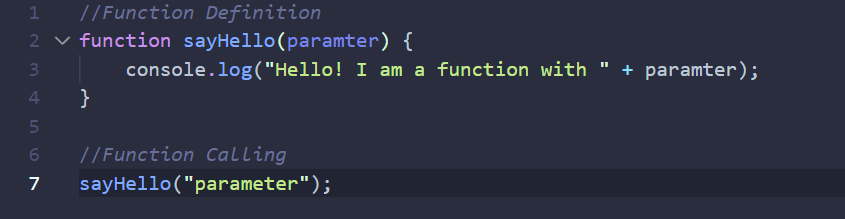 1 //Function Definition
2 function sayHello(paramter) {
3     console.log("Hello! I am a function with " + paramter);
4 }
5
6 //Function Calling
7 sayHello("parameter");